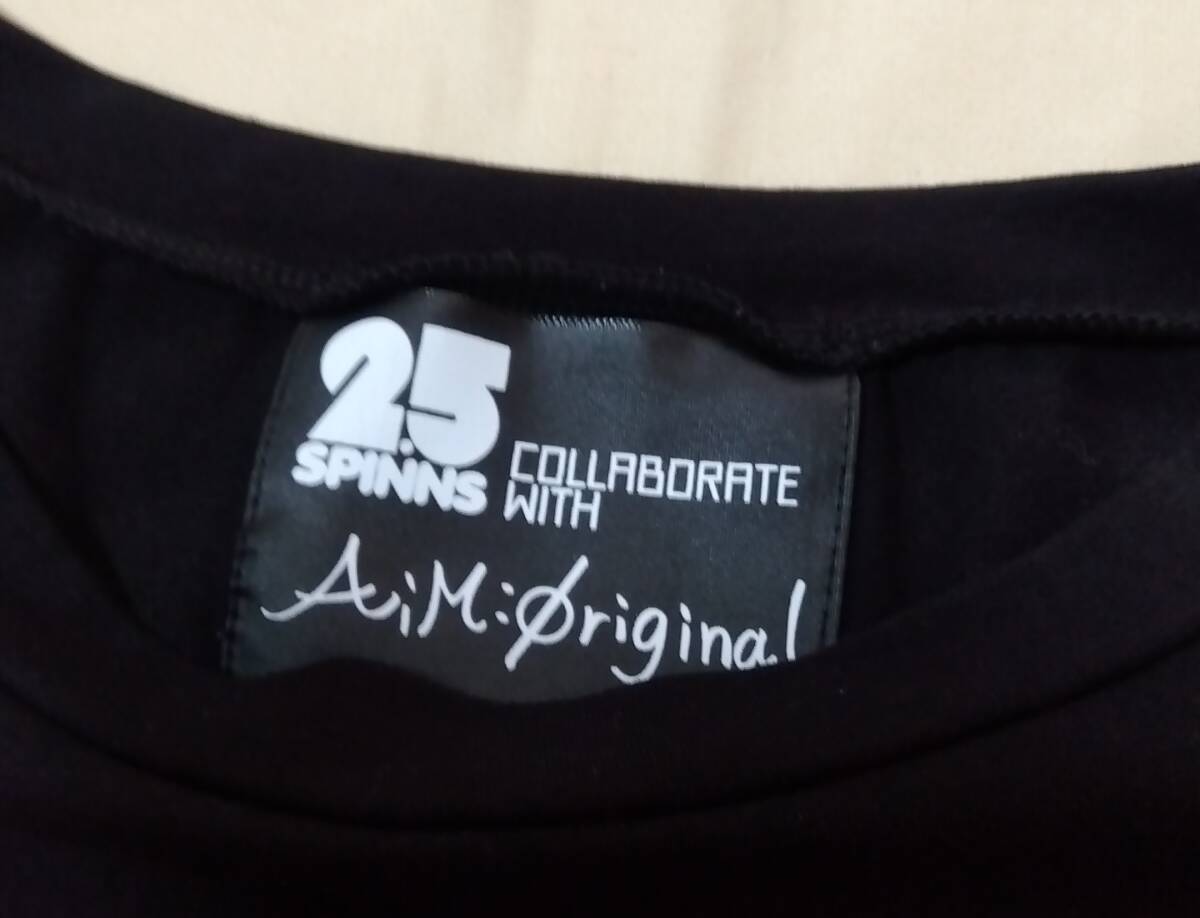 2.5
SPINNS
COLLABORATE
WITH
AiM:Øriginal